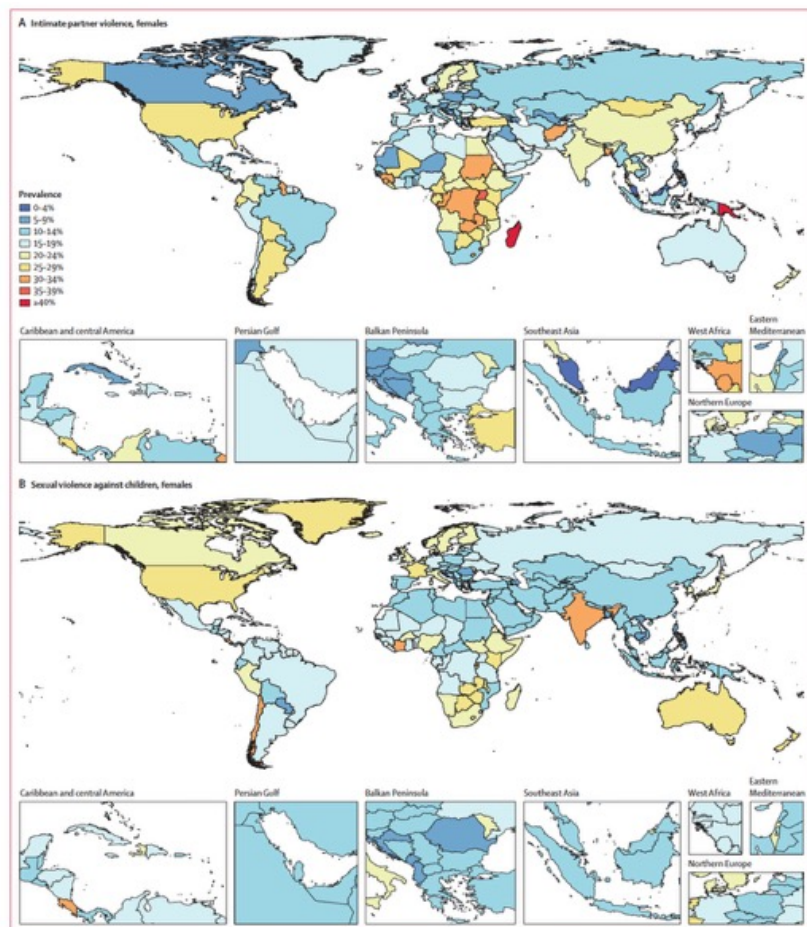 A Intimate partner violence, females
Prevalence
0–4%
5–9%
10–14%
15–19%
20–24%
25–29%
30–34%
35–39%
≥40%
Caribbean and central America
Persian Gulf
Balkan Peninsula
Southeast Asia
West Africa
Eastern
Mediterranean
Northern Europe
B Sexual violence against children, females
Caribbean and central America
Persian Gulf
Balkan Peninsula
Southeast Asia
West Africa
Eastern
Mediterranean
Northern Europe